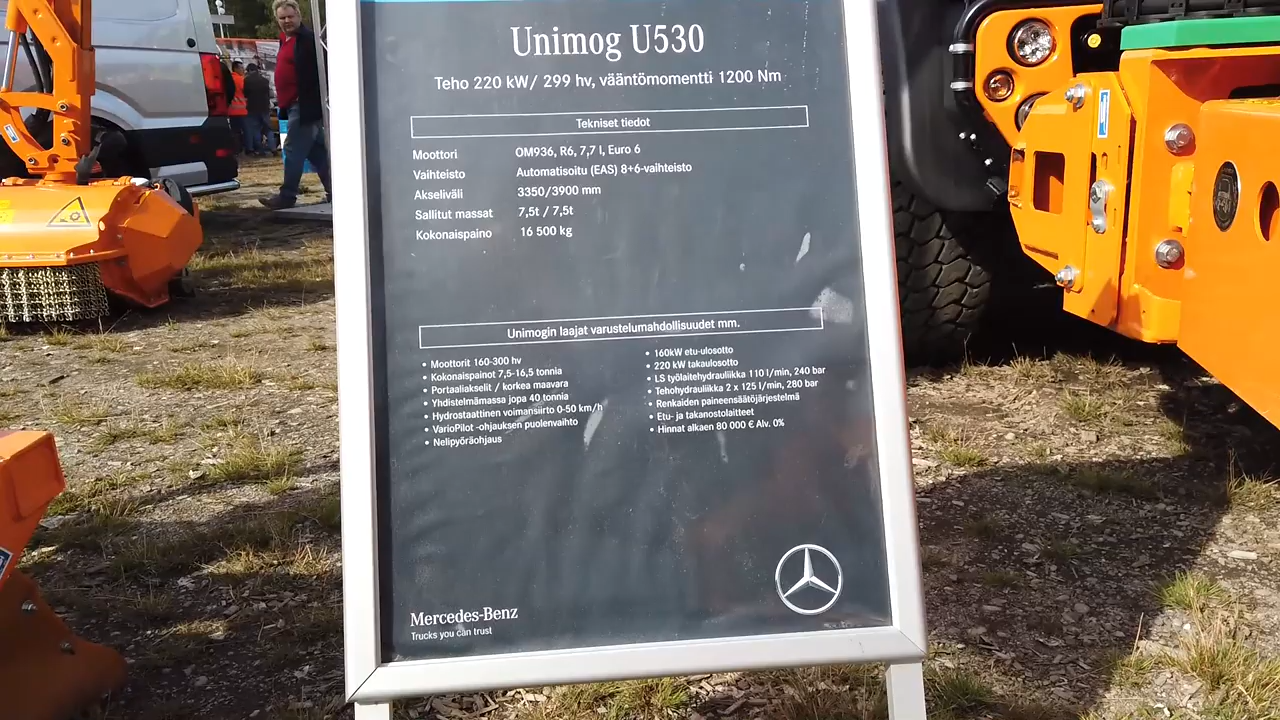 Unimog U530
Teho 220 kW/ 299 hv, vääntömomentti 1200 Nm
Tekniset tiedot
Moottori OM936, R6, 7,7 l, Euro 6
Vaihteisto Automatisoitu (EAS) 8+6-vaihteisto
Akseliväli 3350/3900 mm
Sallitut massat 7,5t / 7,5t
Kokonaispaino 16 500 kg
Unimogin laajat varustelumahdollisuudet mm.
• Moottorit 160-300 hv
• Kokonaispainot 7,5-16,5 tonnia
• Portaaliakselit / korkea maavara
• Yhdistelmämassa jopa 40 tonnia
• Hydrostaattinen voimansiirto 0-50 km/h
• VarioPilot -ohjauksen puolenvaihto
• Nelipyöräohjaus
• 160kW etu-ulosotto
• 220 kW takaulosotto
• LS työlaitehydrauliikka 110 l/min, 240 bar
• Tehohydrauliikka 2 x 125 l/min, 280 bar
• Renkaiden paineensäätöjärjestelmä
• Etu- ja takanostolaitteet
• Hinnat alkaen 80 000 € Alv. 0%
Mercedes-Benz
Trucks you can trust